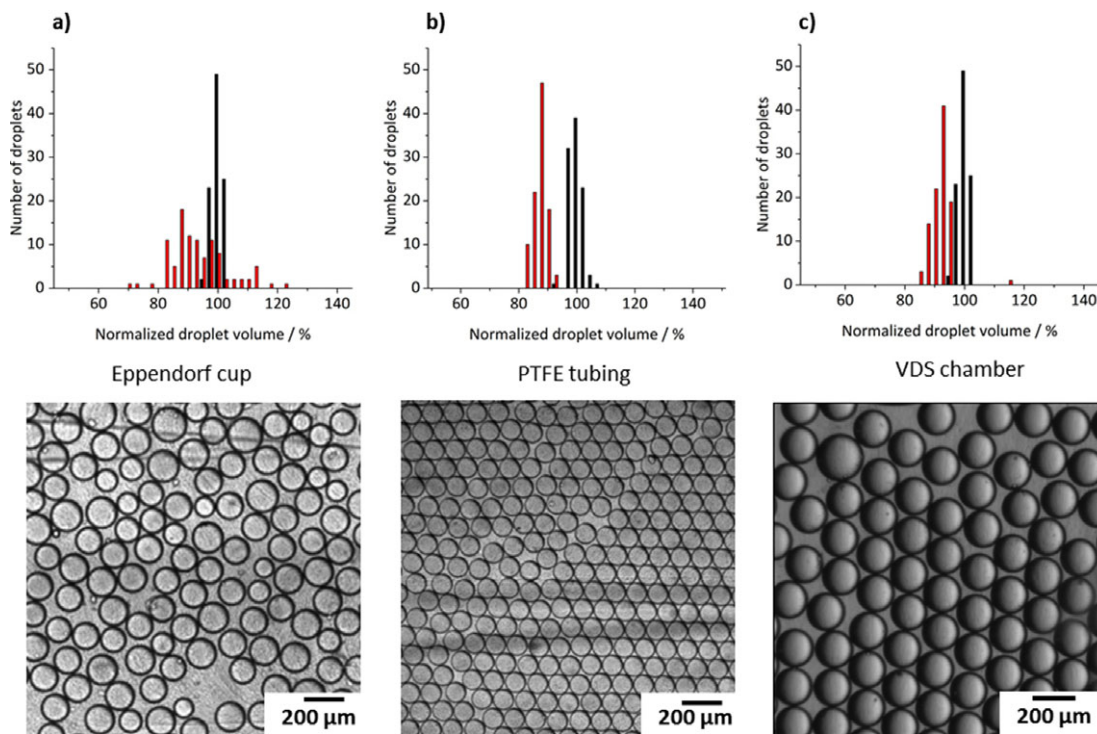 a)
50
40
30
20
10
0
Number of droplets
60 80 100 120 140
Normalized droplet volume / %
Eppendorf cup
200 µm
b)
50
40
30
20
10
0
Number of droplets
60 80 100 120 140
Normalized droplet volume / %
PTFE tubing
200 µm
c)
50
40
30
20
10
0
Number of droplets
60 80 100 120 140
Normalized droplet volume / %
VDS chamber
200 µm